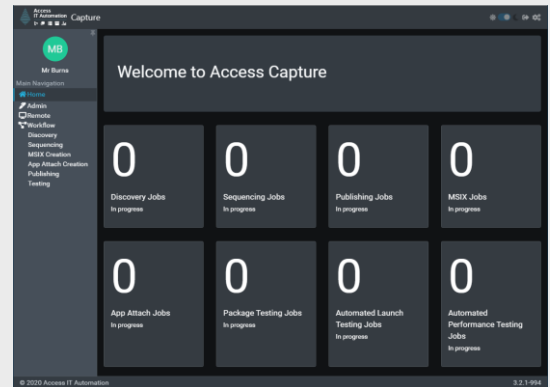 Access
IT Automation
Capture
MB
Mr Burns
Main Navigation
Home
Admin
Remote
Workflow
Discovery
Sequencing
MSIX Creation
App Attach Creation
Publishing
Testing
Welcome to Access Capture
0
Discovery Jobs
In progress
0
Sequencing Jobs
In progress
0
Publishing Jobs
In progress
0
MSIX Jobs
In progress
0
App Attach Jobs
In progress
0
Package Testing Jobs
In progress
0
Automated Launch
Testing Jobs
In progress
0
Automated
Performance Testing
Jobs
In progress
© 2020 Access IT Automation
3.2.1-994